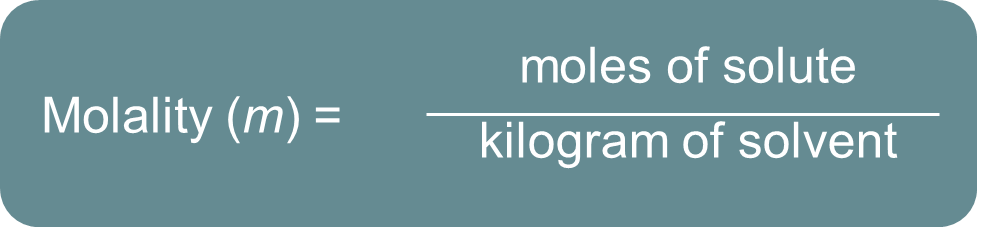 moles of solute
Molality (m) =
kilogram of solvent